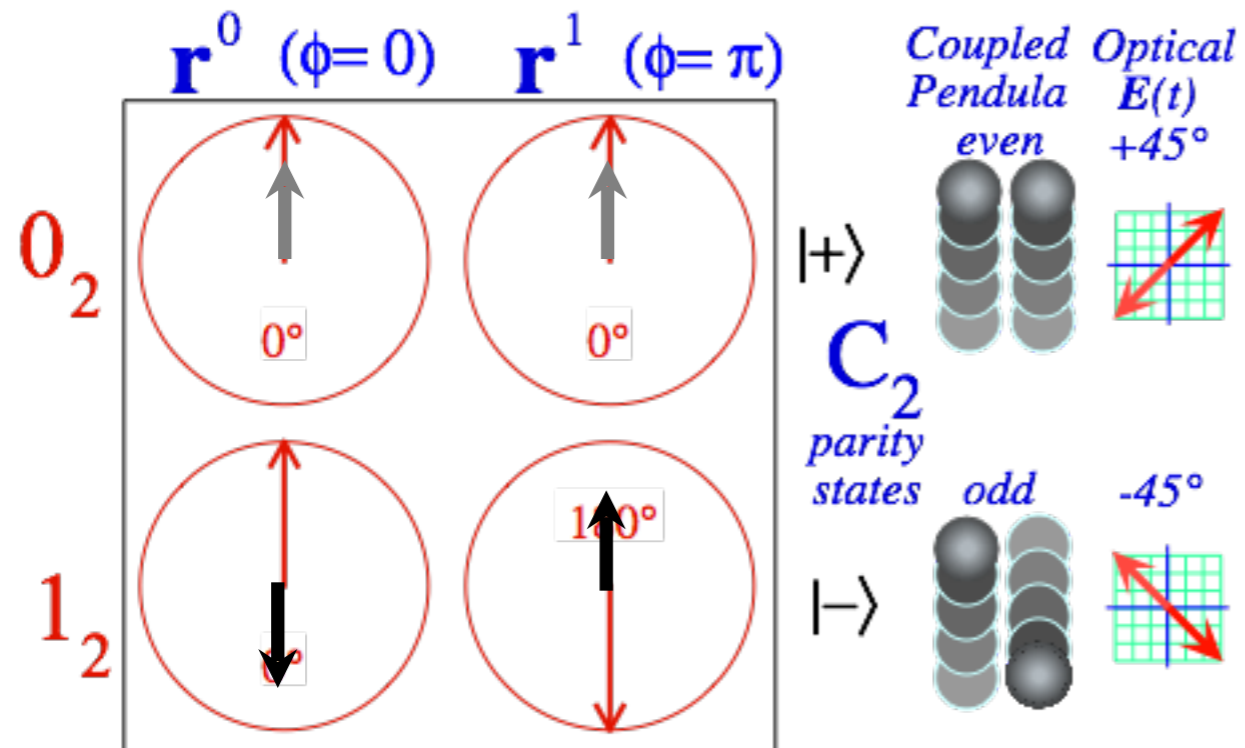 r⁰ (ϕ= 0) r¹ (ϕ= π)
Coupled Optical
Pendula E(t)
even +45°
0₂
0° 0°
|+⟩
C₂
parity
states odd -45°
1₂
|−⟩